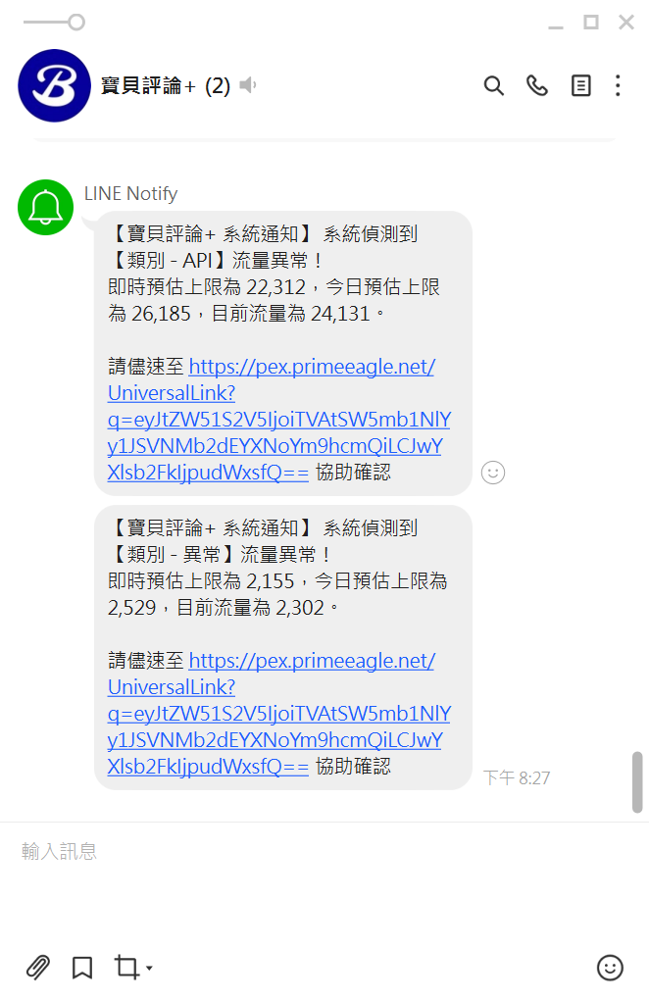 B
寶貝評論+ (2)
LINE Notify
【寶貝評論+ 系統通知】 系統偵測到
【類別 - API】流量異常！
即時預估上限為 22,312，今日預估上限
為 26,185，目前流量為 24,131。
請儘速至 https://pex.primeeagle.net/
UniversalLink?
q=eyJtZW51S2V5IjoiTVAtSW5mb1NlY
y1JSVNMb2dEYXNoYm9hcmQiLCJwY
XIsb2FkIjpudWxsfQ== 協助確認
【寶貝評論+ 系統通知】 系統偵測到
【類別 - 異常】流量異常！
即時預估上限為 2,155，今日預估上限為
2,529，目前流量為 2,302。
請儘速至 https://pex.primeeagle.net/
UniversalLink?
q=eyJtZW51S2V5IjoiTVAtSW5mb1NlY
y1JSVNMb2dEYXNoYm9hcmQiLCJwY
XIsb2FkIjpudWxsfQ== 協助確認
下午 8:27
輸入訊息